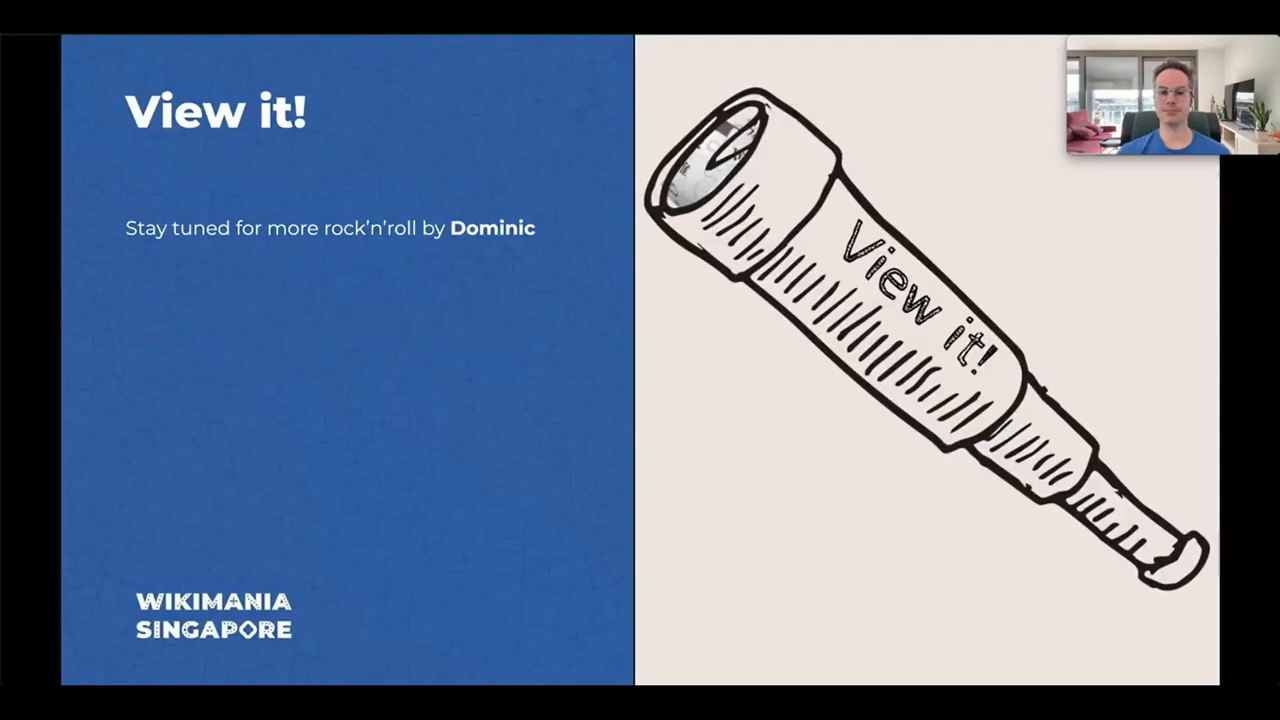 View it!
Stay tuned for more rock’n’roll by Dominic
View it!
WIKIMANIA
SINGAPORE